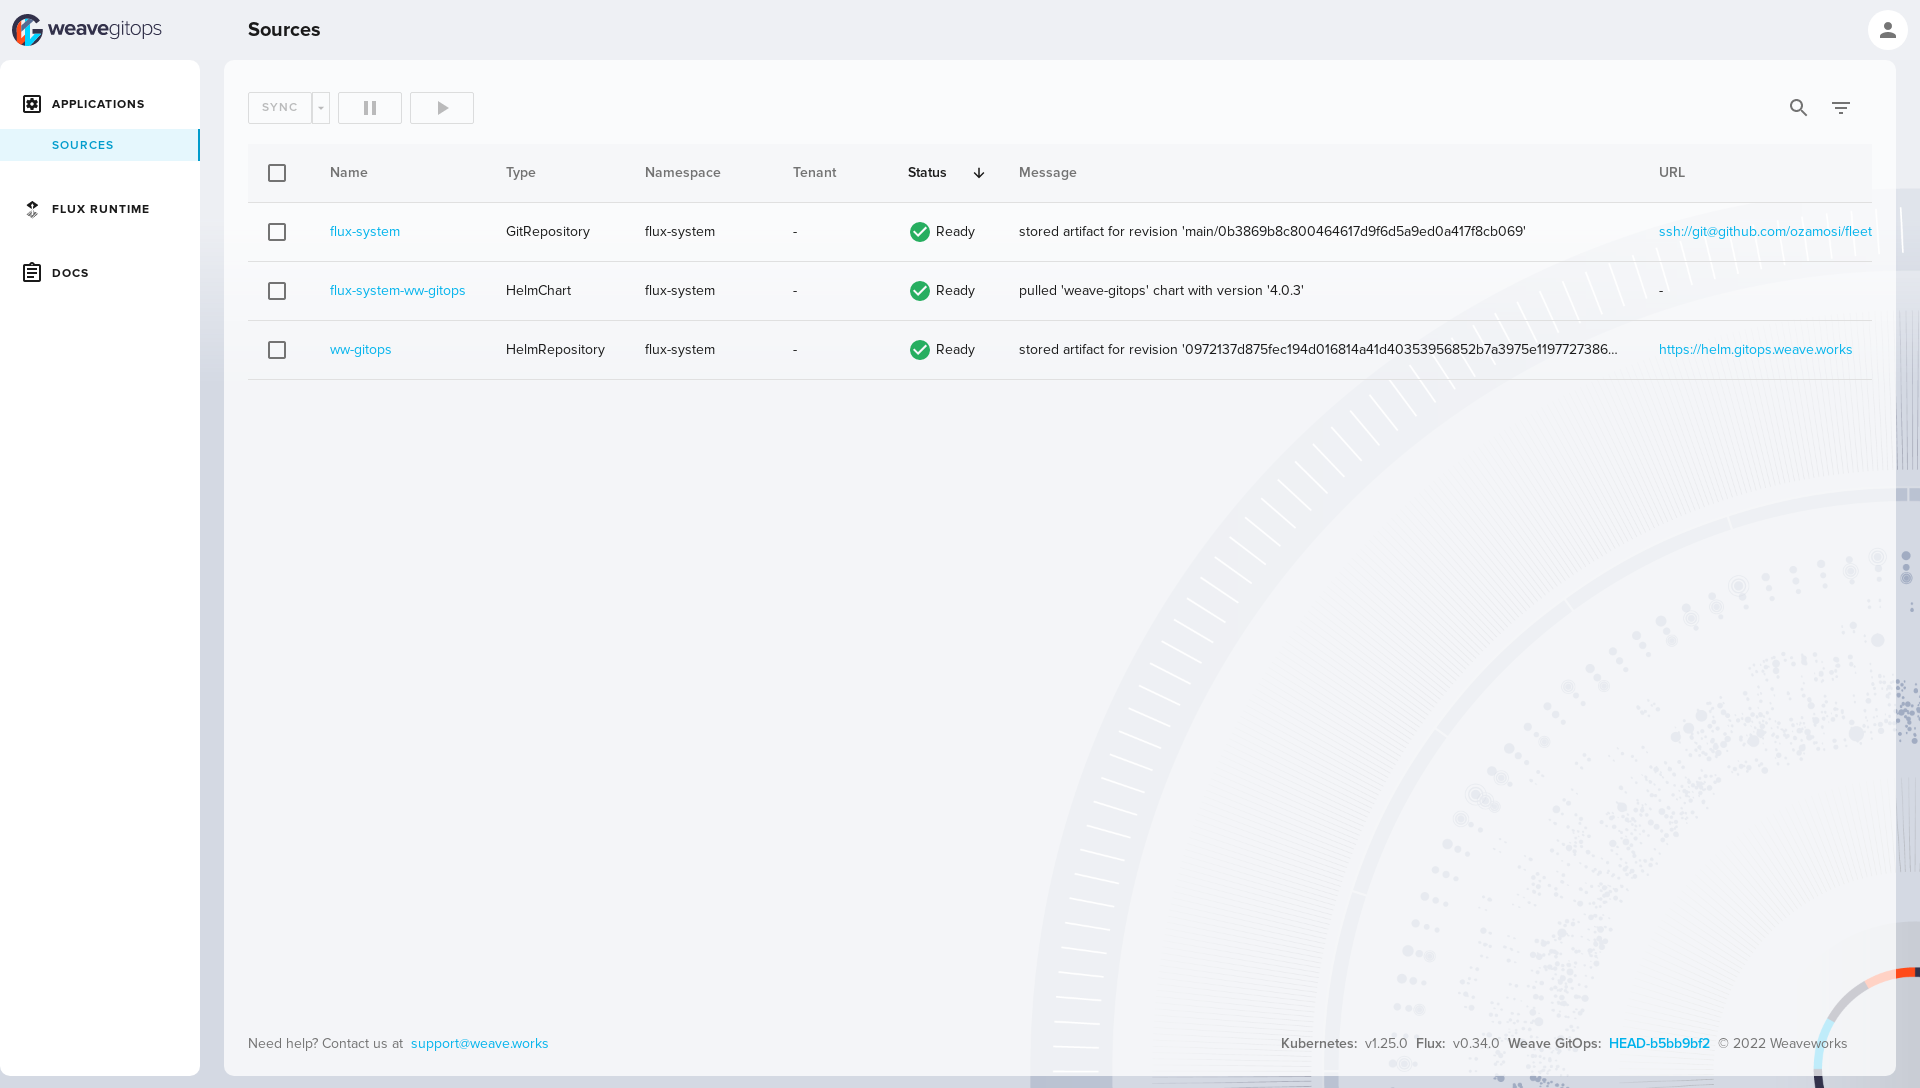 weavegitops
Sources
APPLICATIONS
SOURCES
FLUX RUNTIME
DOCS
SYNC
Name Type Namespace Tenant Status Message URL
flux-system GitRepository flux-system - Ready stored artifact for revision 'main/0b3869b8c800464617d9f6d5a9ed0a417f8cb069' ssh://git@github.com/ozamosi/fleet
flux-system-ww-gitops HelmChart flux-system - Ready pulled 'weave-gitops' chart with version '4.0.3' -
ww-gitops HelmRepository flux-system - Ready stored artifact for revision '0972137d875fec194d016814a41d40353956852b7a3975e1197727386... https://helm.gitops.weave.works
Need help? Contact us at support@weave.works
Kubernetes: v1.25.0 Flux: v0.34.0 Weave GitOps: HEAD-b5bb9bf2 © 2022 Weaveworks